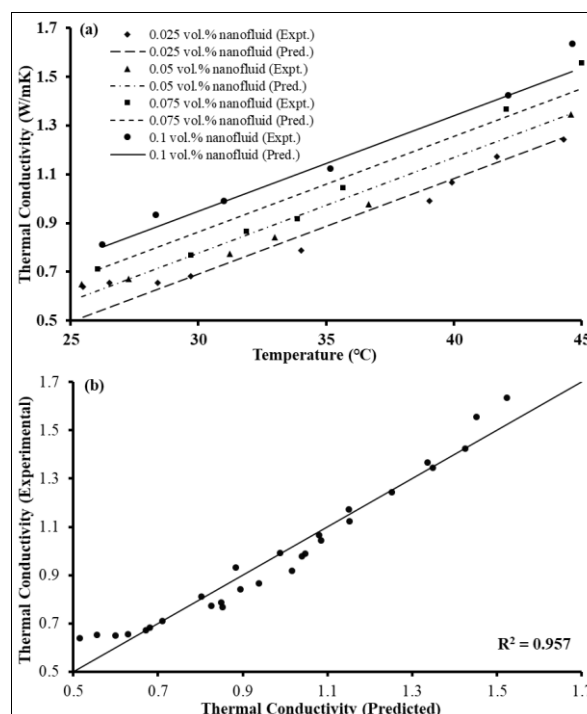 (a)
0.025 vol.% nanofluid (Expt.)
0.025 vol.% nanofluid (Pred.)
0.05 vol.% nanofluid (Expt.)
0.05 vol.% nanofluid (Pred.)
0.075 vol.% nanofluid (Expt.)
0.075 vol.% nanofluid (Pred.)
0.1 vol.% nanofluid (Expt.)
0.1 vol.% nanofluid (Pred.)
Thermal Conductivity (W/mK)
1.7
1.5
1.3
1.1
0.9
0.7
0.5
25
30
35
40
45
Temperature (°C)
(b)
Thermal Conductivity (Experimental)
1.7
1.5
1.3
1.1
0.9
0.7
0.5
R² = 0.957
0.5
0.7
0.9
1.1
1.3
1.5
1.7
Thermal Conductivity (Predicted)